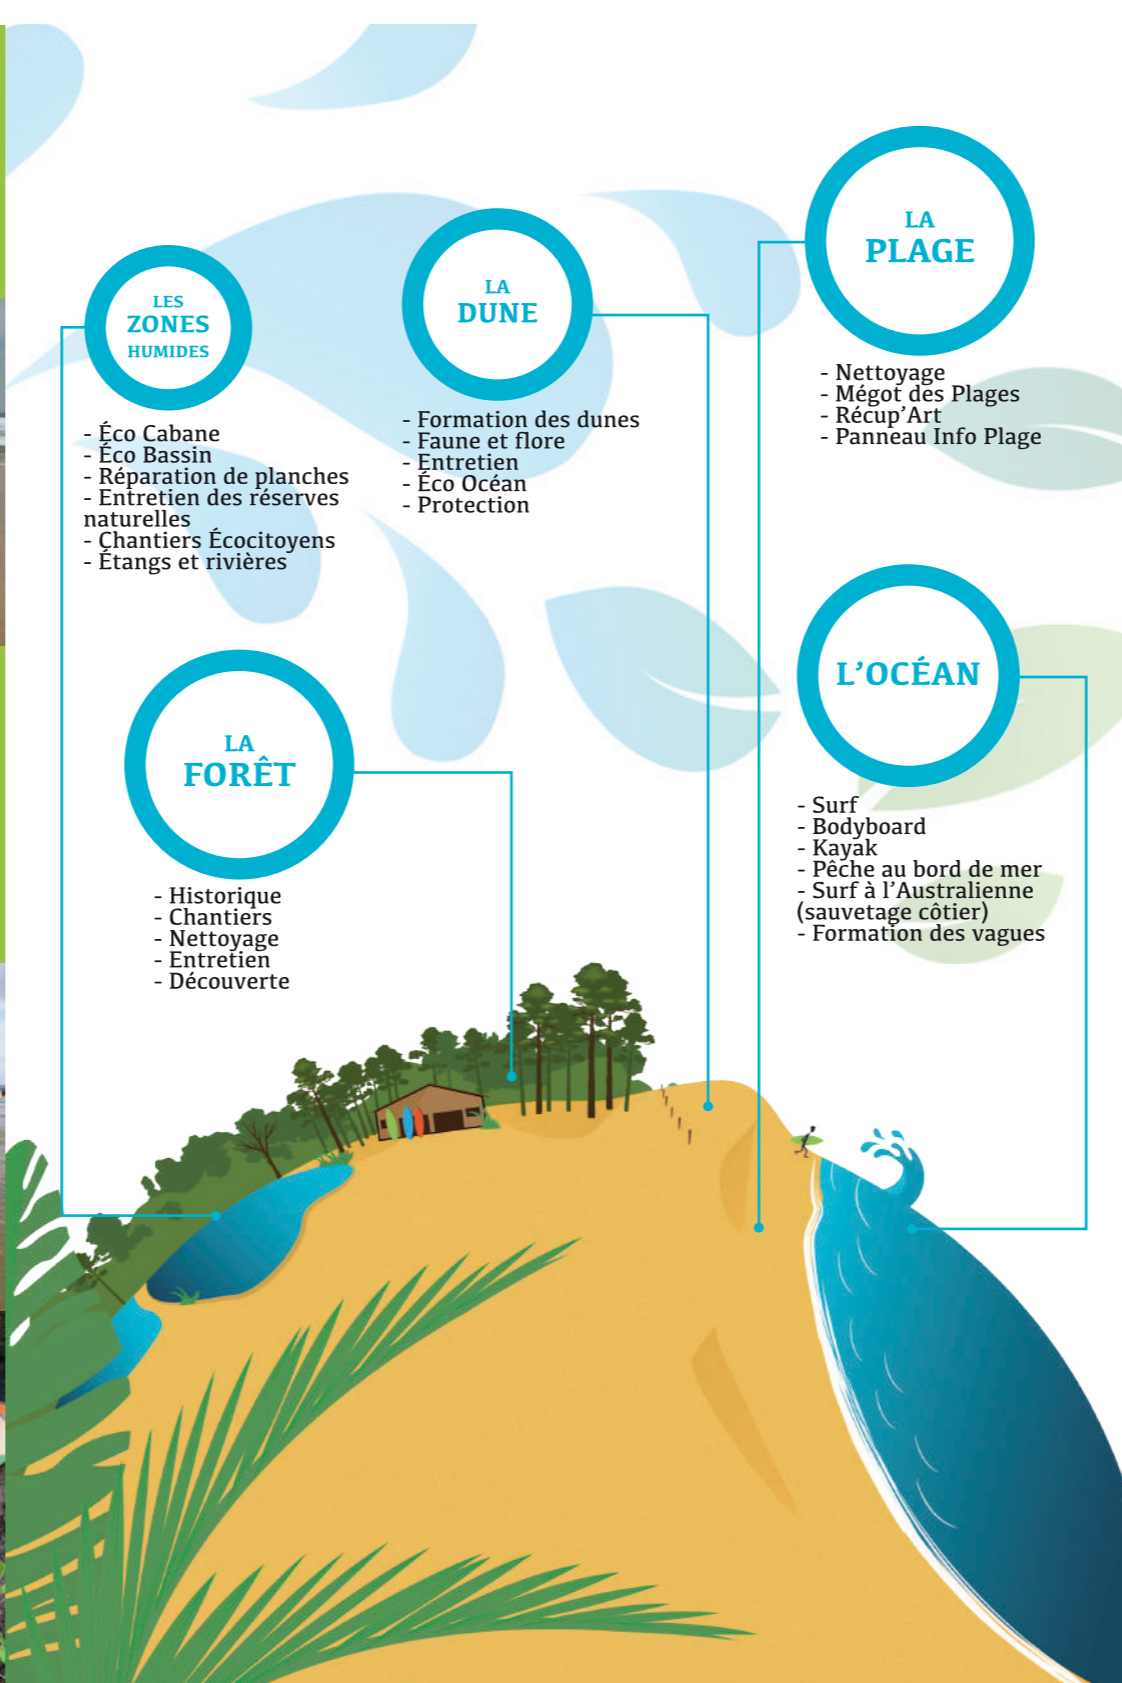 LES
ZONES
HUMIDES
- Éco Cabane
- Éco Bassin
- Réparation de planches
- Entretien des réserves
naturelles
- Chantiers Écocitoyens
- Étangs et rivières
LA
DUNE
- Formation des dunes
- Faune et flore
- Entretien
- Éco Océan
- Protection
LA
PLAGE
- Nettoyage
- Mégot des Plages
- Récup’Art
- Panneau Info Plage
LA
FORÊT
- Historique
- Chantiers
- Nettoyage
- Entretien
- Découverte
L’OCÉAN
- Surf
- Bodyboard
- Kayak
- Pêche au bord de mer
- Surf à l’Australienne
(sauvetage côtier)
- Formation des vagues